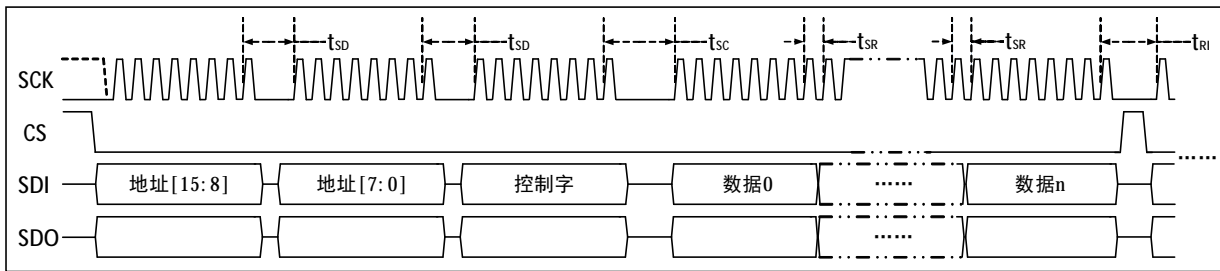 tSD tSD tSC tSR tSR tRI
SCK
CS
......
SDI 地址[15:8] 地址[7:0] 控制字 数据0 ...... 数据n
SDO ......